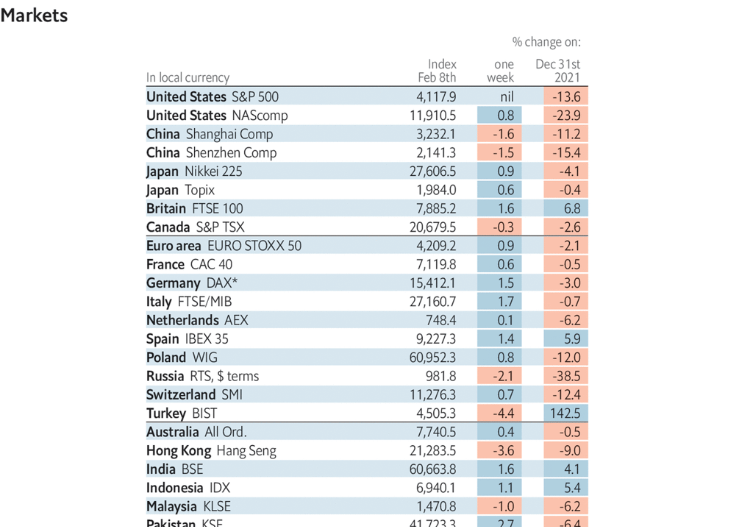 Markets
% change on:
Index one Dec 31st
In local currency Feb 8th week 2021
United States S&P 500 4,117.9 nil -13.6
United States NAScomp 11,910.5 0.8 -23.9
China Shanghai Comp 3,232.1 -1.6 -11.2
China Shenzhen Comp 2,141.3 -1.5 -15.4
Japan Nikkei 225 27,606.5 0.9 -4.1
Japan Topix 1,984.0 0.6 -0.4
Britain FTSE 100 7,885.2 1.6 6.8
Canada S&P TSX 20,679.5 -0.3 -2.6
Euro area EURO STOXX 50 4,209.2 0.9 -2.1
France CAC 40 7,119.8 0.6 -0.5
Germany DAX* 15,412.1 1.5 -3.0
Italy FTSE/MIB 27,160.7 1.7 -0.7
Netherlands AEX 748.4 0.1 -6.2
Spain IBEX 35 9,227.3 1.4 5.9
Poland WIG 60,952.3 0.8 -12.0
Russia RTS, $ terms 981.8 -2.1 -38.5
Switzerland SMI 11,276.3 0.7 -12.4
Turkey BIST 4,505.3 -4.4 142.5
Australia All Ord. 7,740.5 0.4 -0.5
Hong Kong Hang Seng 21,283.5 -3.6 -9.0
India BSE 60,663.8 1.6 4.1
Indonesia IDX 6,940.1 1.1 5.4
Malaysia KLSE 1,470.8 -1.0 -6.2
Pakistan KSE 41,723.3 2.7 -6.4